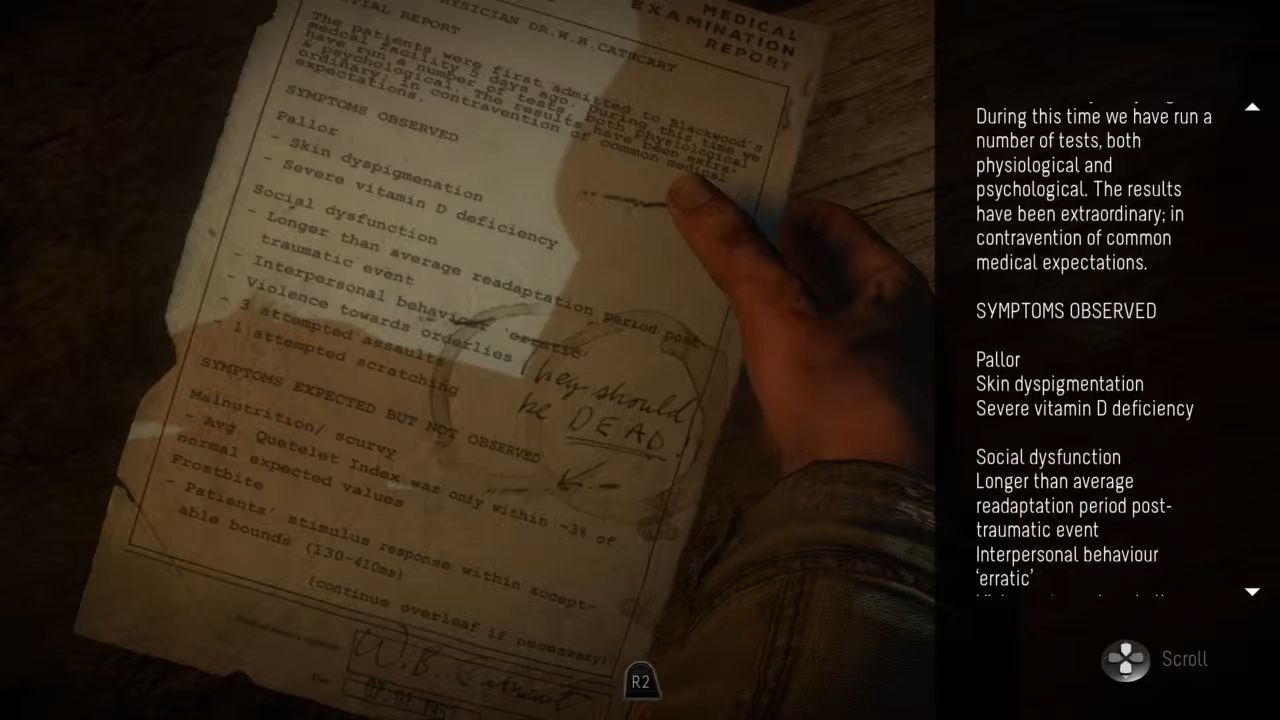 MEDICAL
EXAMINATION
REPORT
PHYSICIAN DR.W.B.CATHCART
REPORT
The patients were first admitted to Blackwood's
medcal facility 5 days ago. During this time we
have run a number of tests, both physiological
& psychological. The results have been extra-
ordinary, in contravention of common medical
expectations.
SYMPTOMS OBSERVED
Pallor
- Skin dyspigmenation
- Severe vitamin D deficiency
Social dysfunction
- Longer than average readaptation period post-
traumatic event
- Interpersonal behaviour 'erratic'
- Violence towards orderlies
- 3 attempted assault
- 1 attempted scratching
They should
be DEAD.
SYMPTOMS EXPECTED BUT NOT OBSERVED
Malnutrition/ scurvy
- Avg. Quetelet Index was only within ~3% of
normal expected values
Frostbite
- Patients' stimulus response within accept-
able bounds (130-410ms)
(continue overleaf if necessary)
W.B
R2
During this time we have run a
number of tests, both
physiological and
psychological. The results
have been extraordinary; in
contravention of common
medical expectations.
SYMPTOMS OBSERVED
Pallor
Skin dyspigmentation
Severe vitamin D deficiency
Social dysfunction
Longer than average
readaptation period post-
traumatic event
Interpersonal behaviour
‘erratic’
Scroll